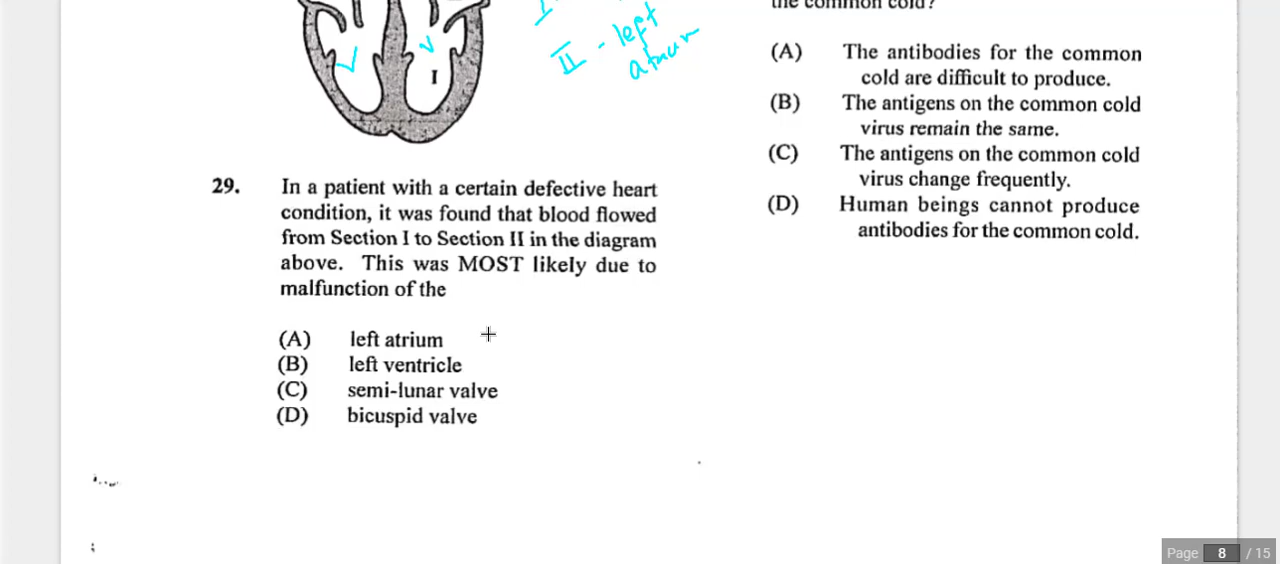 I
II - left
atrium
I
29. In a patient with a certain defective heart
condition, it was found that blood flowed
from Section I to Section II in the diagram
above. This was MOST likely due to
malfunction of the
(A) left atrium
(B) left ventricle
(C) semi-lunar valve
(D) bicuspid valve
the common cold?
(A) The antibodies for the common
cold are difficult to produce.
(B) The antigens on the common cold
virus remain the same.
(C) The antigens on the common cold
virus change frequently.
(D) Human beings cannot produce
antibodies for the common cold.
Page 8 / 15